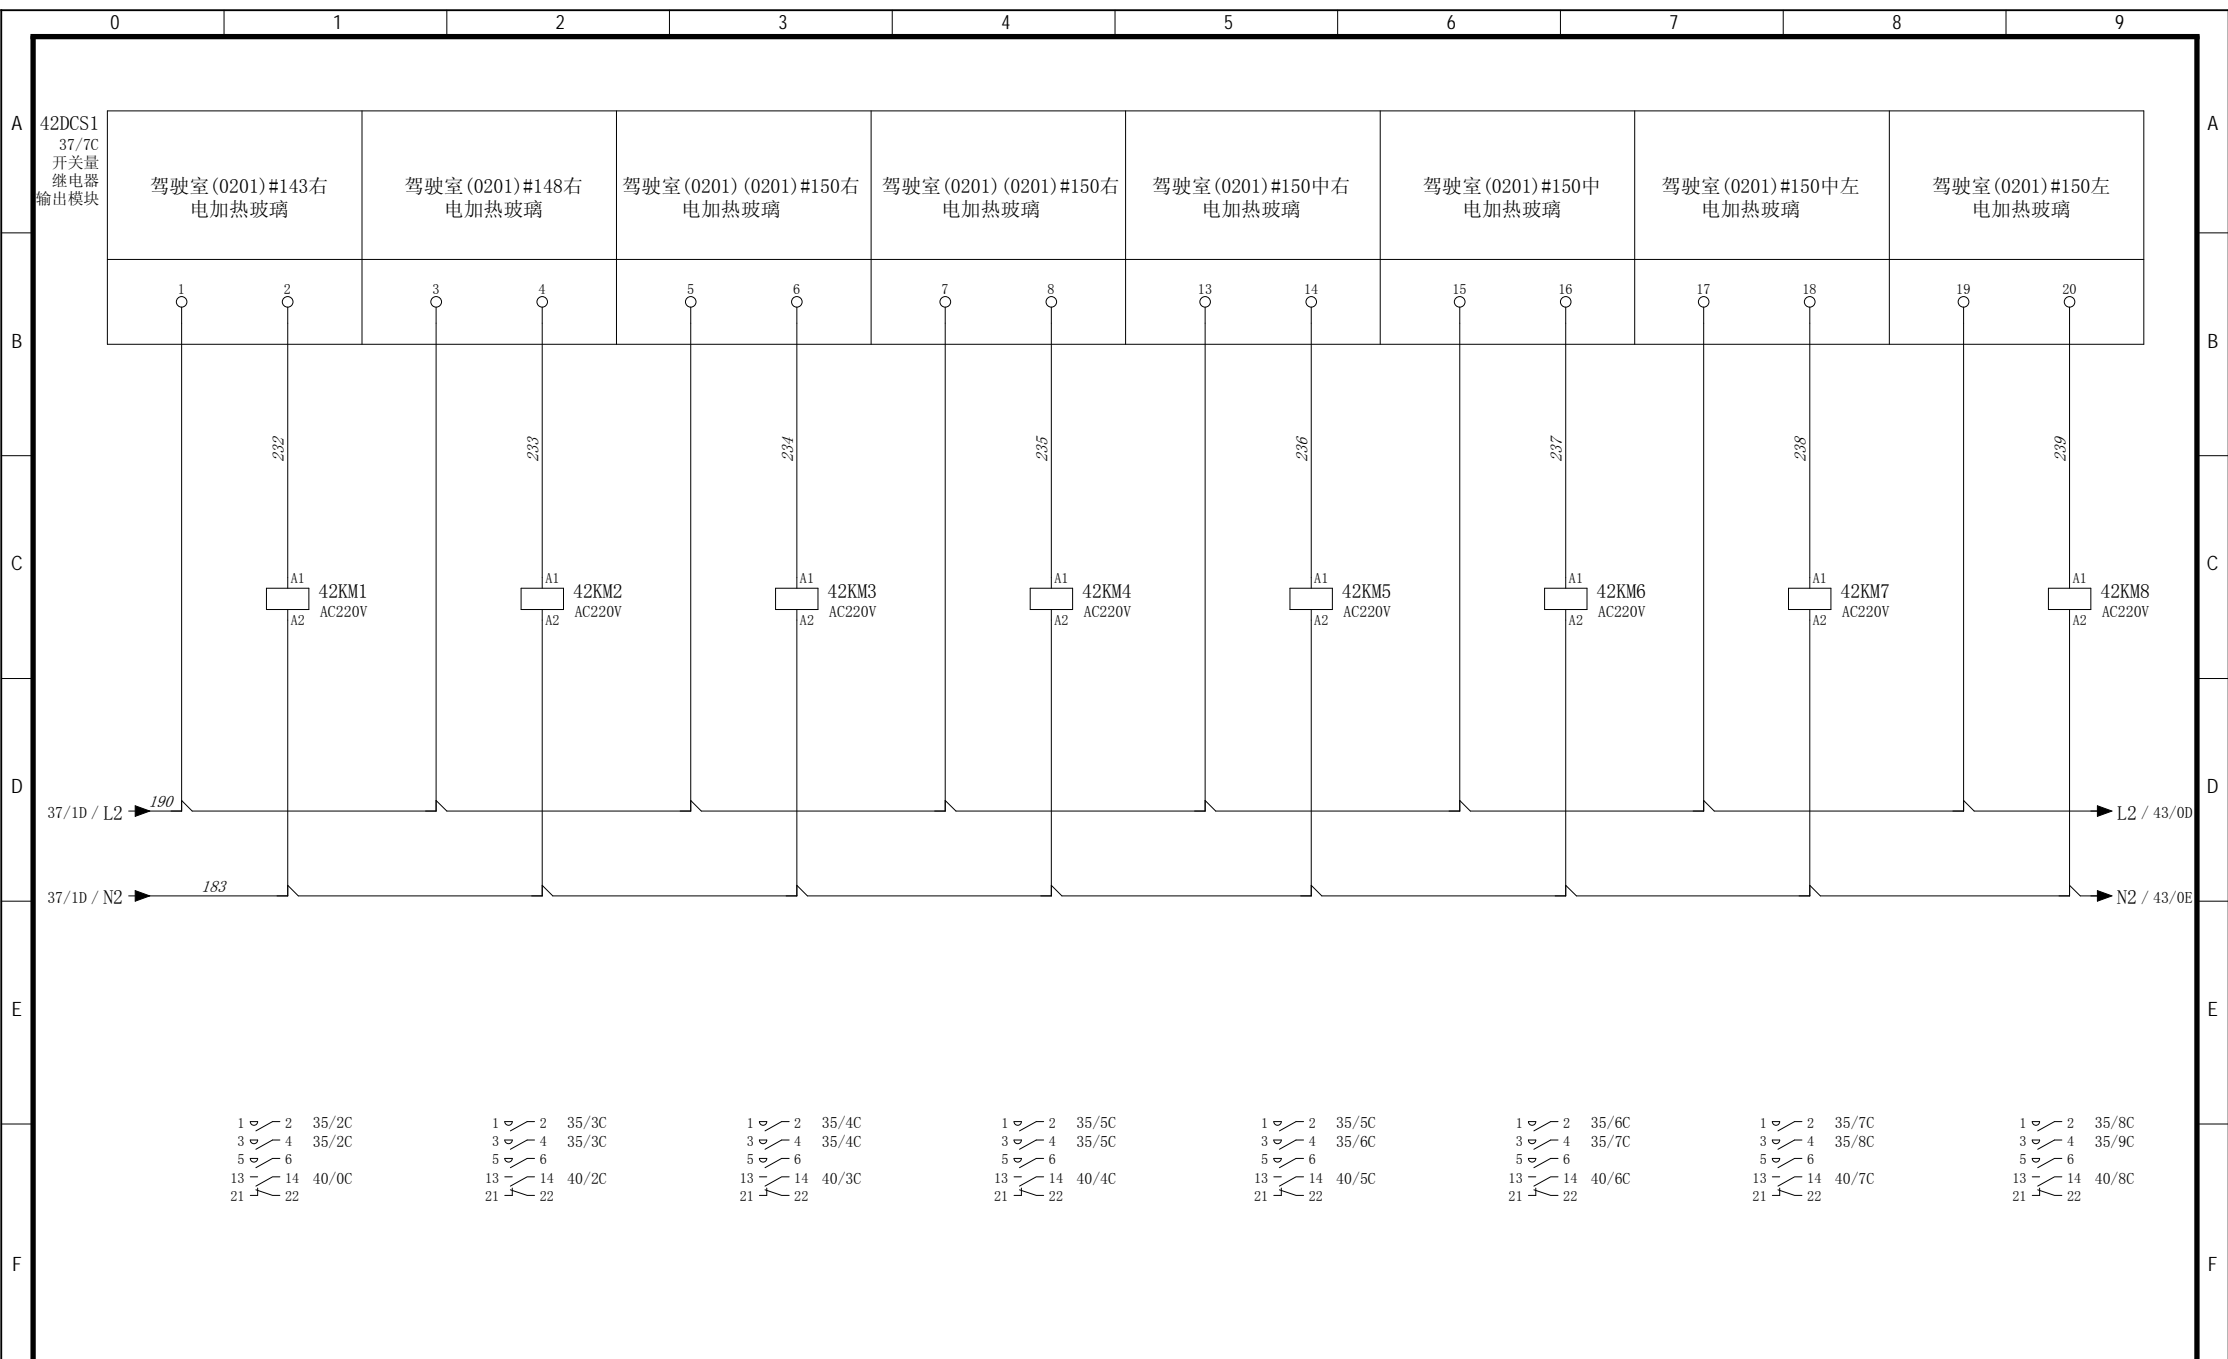 0 1 2 3 4 5 6 7 8 9
A A
42DCS1
37/7C
开关量
继电器
输出模块
驾驶室(0201)#143右
电加热玻璃
驾驶室(0201)#148右
电加热玻璃
驾驶室(0201)(0201)#150右
电加热玻璃
驾驶室(0201)(0201)#150右
电加热玻璃
驾驶室(0201)#150中右
电加热玻璃
驾驶室(0201)#150中
电加热玻璃
驾驶室(0201)#150中左
电加热玻璃
驾驶室(0201)#150左
电加热玻璃
1 2 3 4 5 6 7 8 13 14 15 16 17 18 19 20
B B
232 233 234 235 236 237 238 239
C C
A1 A1 A1 A1 A1 A1 A1 A1
42KM1 42KM2 42KM3 42KM4 42KM5 42KM6 42KM7 42KM8
AC220V AC220V AC220V AC220V AC220V AC220V AC220V AC220V
A2 A2 A2 A2 A2 A2 A2 A2
D D
37/1D / L2 190 L2 / 43/0D
37/1D / N2 183 N2 / 43/0E
E E
1 2 35/2C 1 2 35/3C 1 2 35/4C 1 2 35/5C 1 2 35/5C 1 2 35/6C 1 2 35/7C 1 2 35/8C
3 4 35/2C 3 4 35/3C 3 4 35/4C 3 4 35/5C 3 4 35/6C 3 4 35/7C 3 4 35/8C 3 4 35/9C
5 6 5 6 5 6 5 6 5 6 5 6 5 6 5 6
13 14 40/0C 13 14 40/2C 13 14 40/3C 13 14 40/4C 13 14 40/5C 13 14 40/6C 13 14 40/7C 13 14 40/8C
21 22 21 22 21 22 21 22 21 22 21 22 21 22 21 22
F F